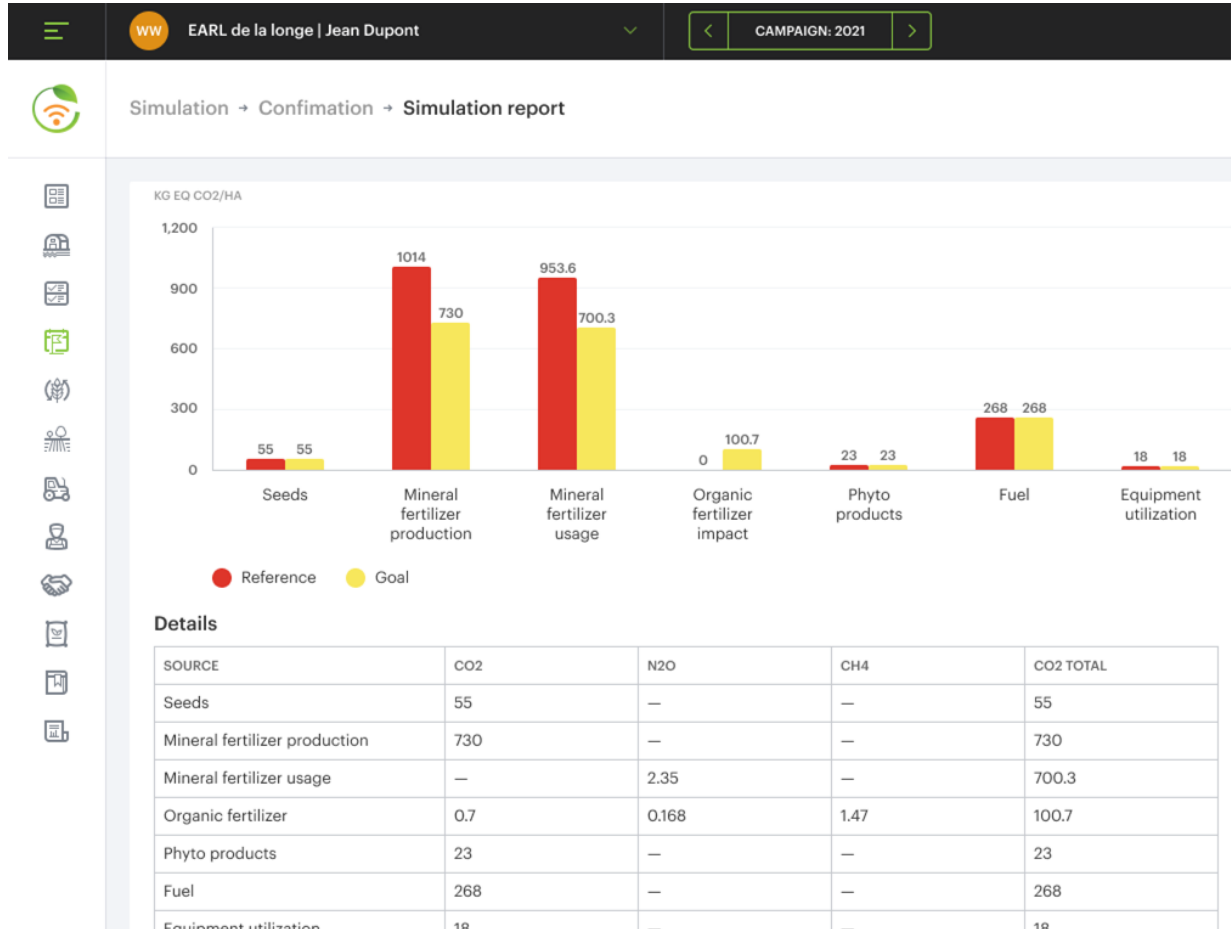 WW EARL de la longe | Jean Dupont CAMPAIGN: 2021
Simulation → Confimation → Simulation report
KG EQ CO2/HA
1,200
900
600
300
0
1014
730
953.6
700.3
55 55
0 100.7
23 23
268 268
18 18
Seeds
Mineral
fertilizer
production
Mineral
fertilizer
usage
Organic
fertilizer
impact
Phyto
products
Fuel
Equipment
utilization
Reference Goal
Details
SOURCE CO2 N2O CH4 CO2 TOTAL
Seeds 55 — — 55
Mineral fertilizer production 730 — — 730
Mineral fertilizer usage — 2.35 — 700.3
Organic fertilizer 0.7 0.168 1.47 100.7
Phyto products 23 — — 23
Fuel 268 — — 268
Equipment utilization 18 — — 18